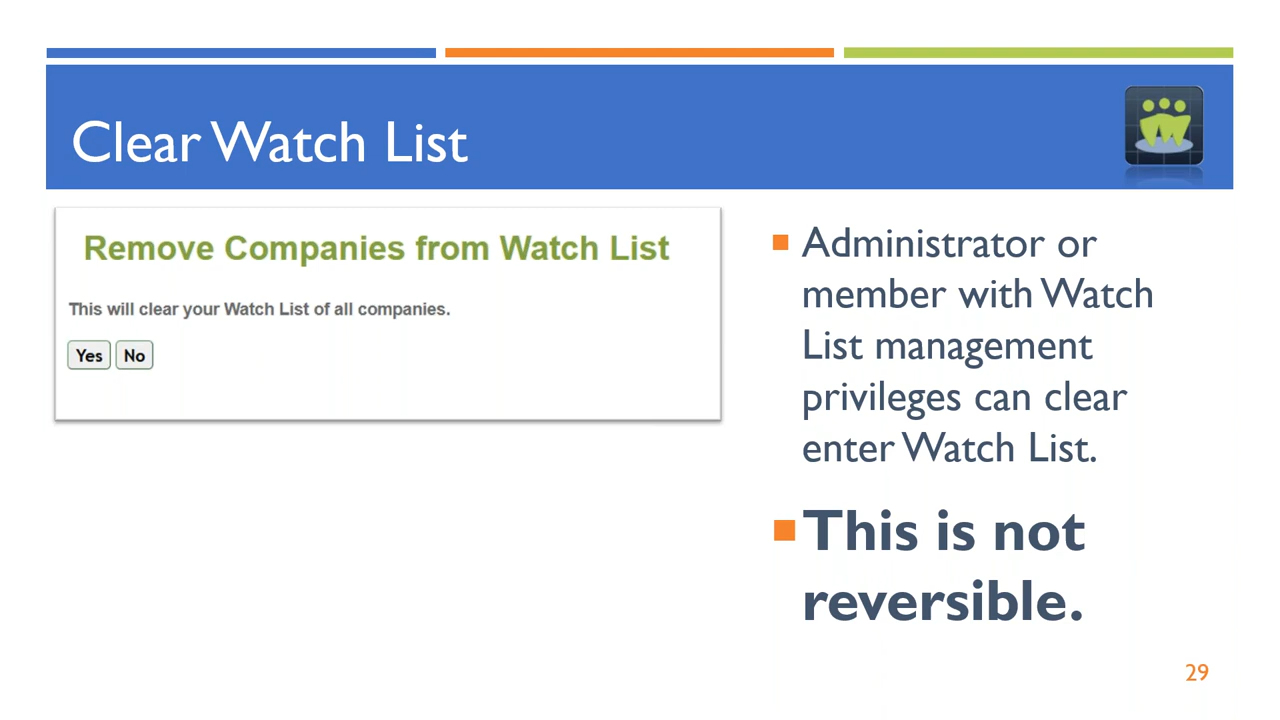 Clear Watch List
Remove Companies from Watch List
This will clear your Watch List of all companies.
Yes No
Administrator or
member with Watch
List management
privileges can clear
enter Watch List.
This is not
reversible.
29